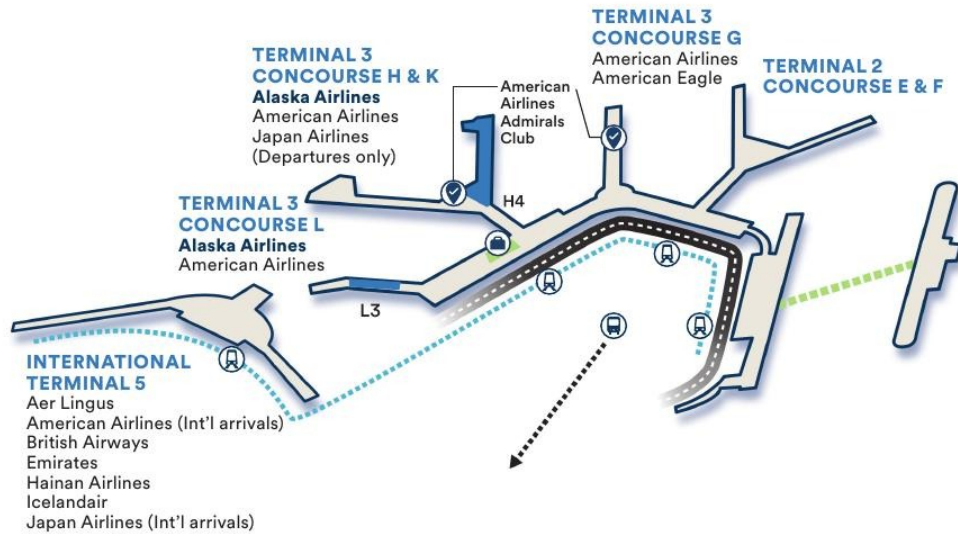 TERMINAL 3
CONCOURSE H & K
Alaska Airlines
American Airlines
Japan Airlines
(Departures only)
American
Airlines
Admirals
Club
TERMINAL 3
CONCOURSE G
American Airlines
American Eagle
TERMINAL 2
CONCOURSE E & F
H4
TERMINAL 3
CONCOURSE L
Alaska Airlines
American Airlines
L3
INTERNATIONAL
TERMINAL 5
Aer Lingus
American Airlines (Int'l arrivals)
British Airways
Emirates
Hainan Airlines
Icelandair
Japan Airlines (Int'l arrivals)